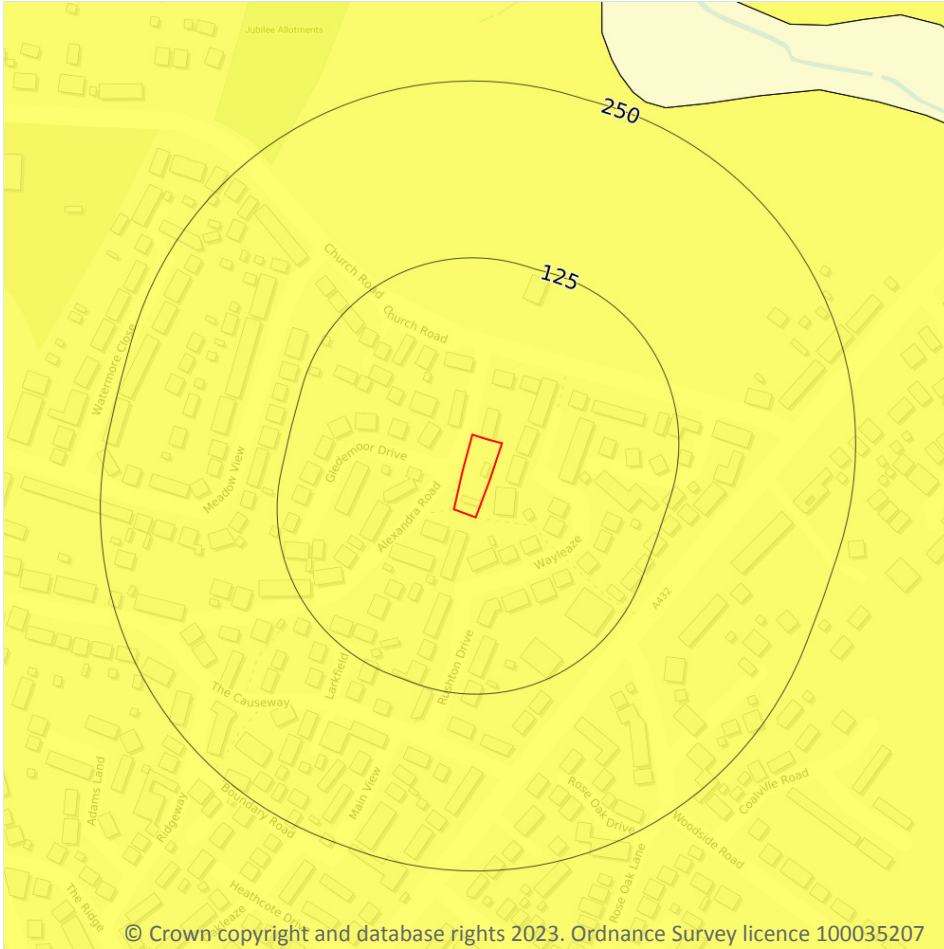 Jubilee Allotments
250
125
Church Road
Church Road
Watermore Close
Gledemoor Drive
Meadow View
Alexandra Road
Wayleaze
A432
Rushton Drive
Larkfield
The Causeway
Adams Land
Ridgeway
Boundary Road
Main View
Rose Oak Drive
Coalville Road
Woodside Road
Rose Oak Lane
The Ridge
Heathcote Drive
© Crown copyright and database rights 2023. Ordnance Survey licence 100035207